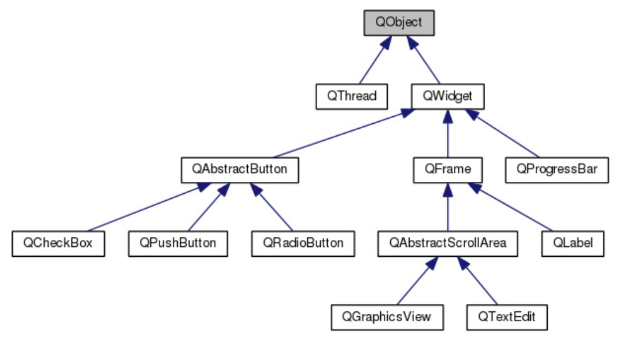 QObject
QThread
QWidget
QAbstractButton
QFrame
QProgressBar
QCheckBox
QPushButton
QRadioButton
QAbstractScrollArea
QLabel
QGraphicsView
QTextEdit